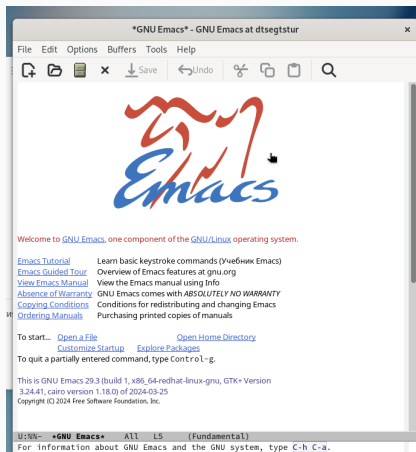 *GNU Emacs* - GNU Emacs at dtsegtstur
File Edit Options Buffers Tools Help
Save Undo
Emacs
Welcome to GNU Emacs, one component of the GNU/Linux operating system.
Emacs Tutorial Learn basic keystroke commands (Учебник Emacs)
Emacs Guided Tour Overview of Emacs features at gnu.org
View Emacs Manual View the Emacs manual using Info
Absence of Warranty GNU Emacs comes with ABSOLUTELY NO WARRANTY
Copying Conditions Conditions for redistributing and changing Emacs
Ordering Manuals Purchasing printed copies of manuals
To start... Open a File Open Home Directory
Customize Startup Explore Packages
To quit a partially entered command, type Control-g.
This is GNU Emacs 29.3 (build 1, x86_64-redhat-linux-gnu, GTK+ Version
3.24.41, cairo version 1.18.0) of 2024-03-25
Copyright (C) 2024 Free Software Foundation, Inc.
U:%%- *GNU Emacs* All L5 (Fundamental)
For information about GNU Emacs and the GNU system, type C-h C-a.